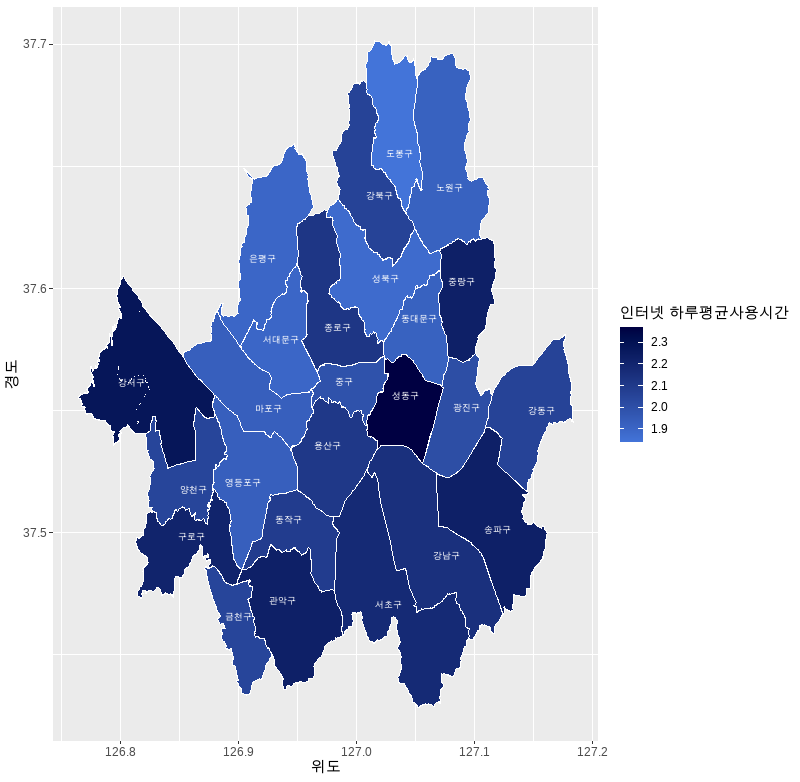 37.7
37.6
37.5
경도
126.8
126.9
127.0
127.1
127.2
위도
도봉구
노원구
강북구
은평구
성북구
중랑구
동대문구
종로구
서대문구
강서구
중구
성동구
마포구
광진구
강동구
용산구
영등포구
양천구
동작구
구로구
송파구
강남구
관악구
서초구
금천구
인터넷 하루평균사용시간
2.3
2.2
2.1
2.0
1.9